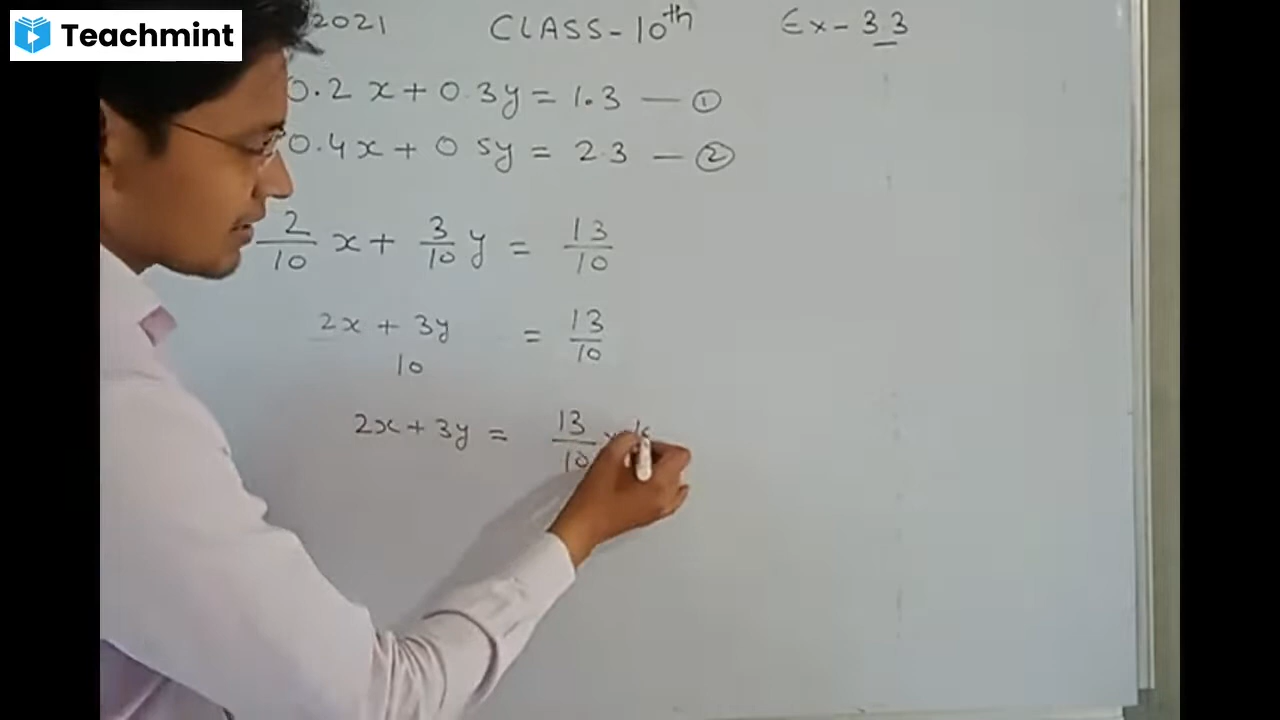 Teachmint
2021 CLASS-10th Ex-3.3
0.2x+0.3y=1.3 — ①
0.4x+0 5y = 2.3 — ②
2/10 x + 3/10 y = 13/10
2x + 3y = 13/10
10
2x+3y = 13/10 ×